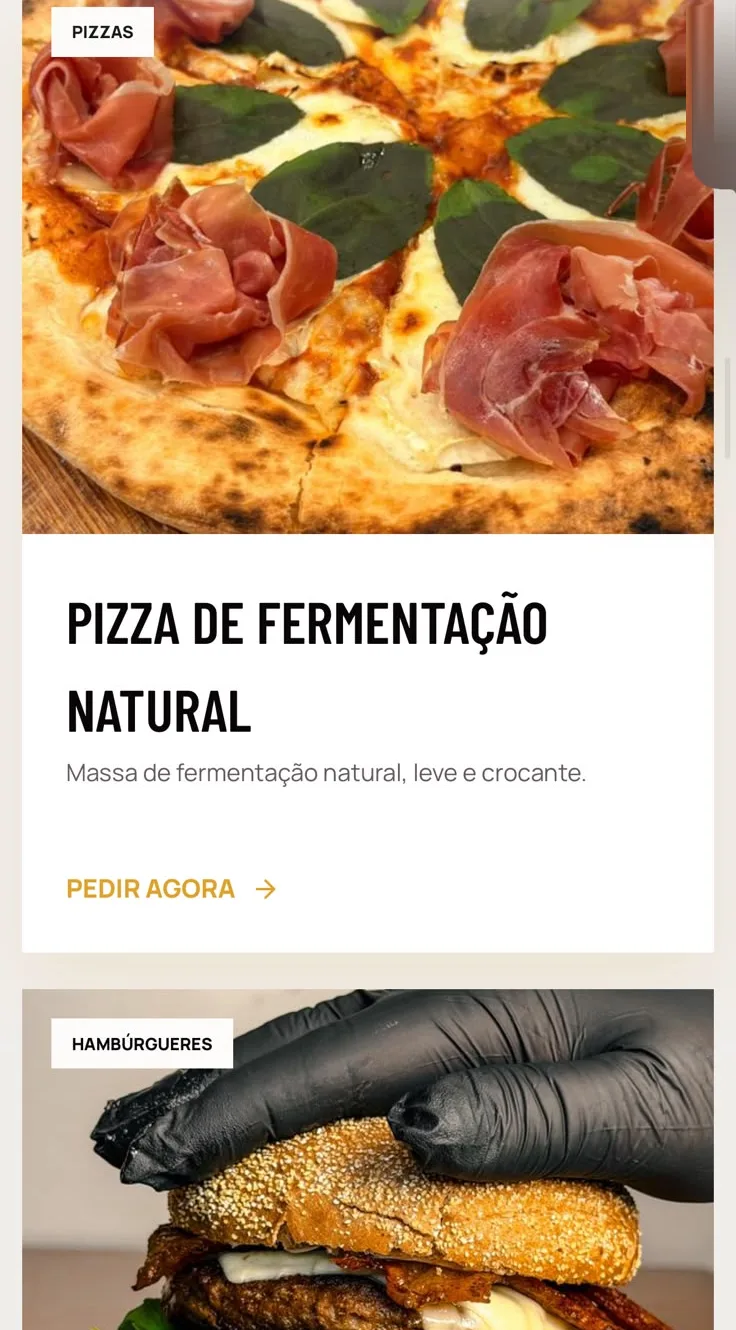 PIZZAS
PIZZA DE FERMENTAÇÃO
NATURAL
Massa de fermentação natural, leve e crocante.
PEDIR AGORA →
HAMBÚRGUERES